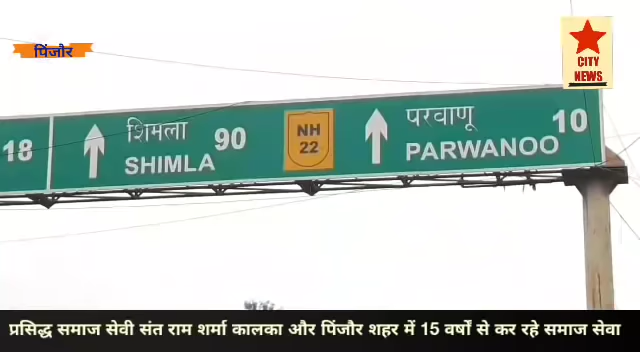 पिंजौर
CITY
NEWS
18
शिमला 90
SHIMLA
NH
22
परवाणू 10
PARWANOO
प्रसिद्ध समाज सेवी संत राम शर्मा कालका और पिंजौर शहर में 15 वर्षों से कर रहे समाज सेवा